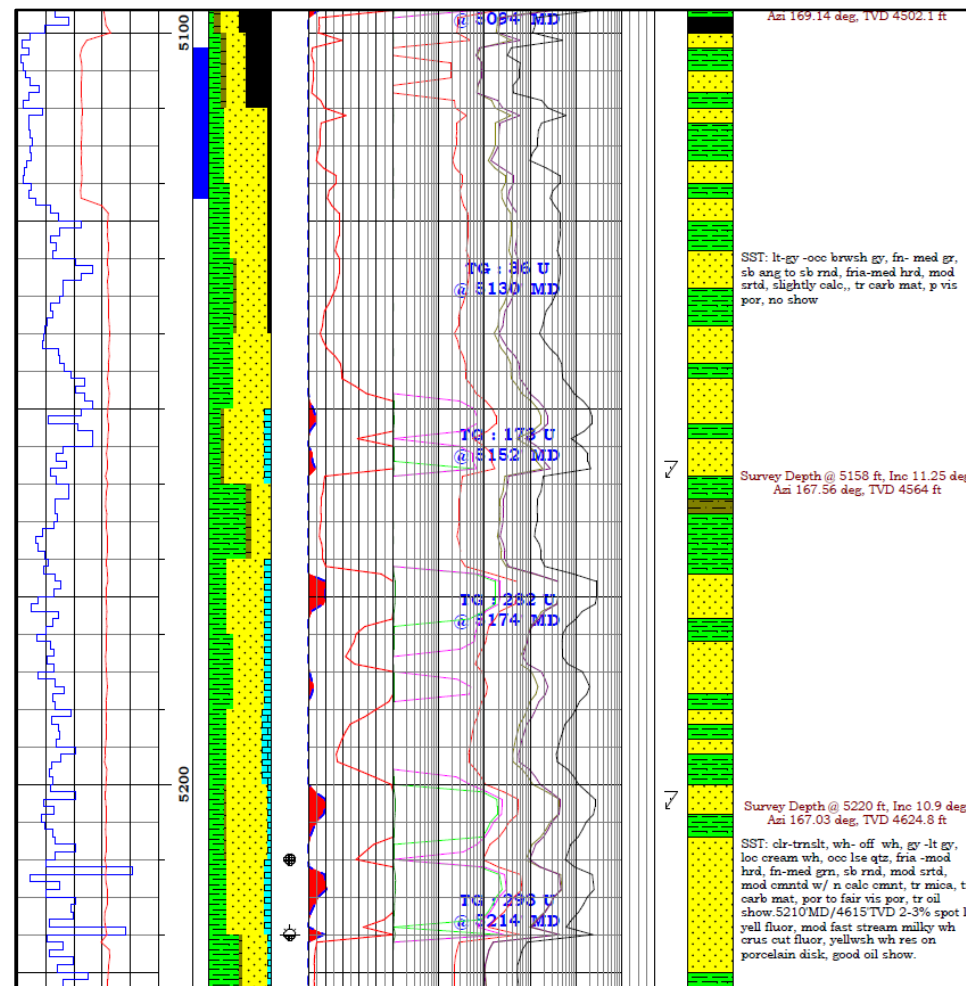 @ 5094 MD
Azi 169.14 deg, TVD 4502.1 ft
5100
TG : 36 U
@ 5130 MD
SST: lt-gy -occ brwsh gy, fn- med gr,
sb ang to sb rnd, fria-med hrd, mod
srtd, slightly calc,, tr carb mat, p vis
por, no show
TG : 173 U
@ 5152 MD
Survey Depth @ 5158 ft, Inc 11.25 deg
Azi 167.56 deg, TVD 4564 ft
TG : 282 U
@ 5174 MD
5200
Survey Depth @ 5220 ft, Inc 10.9 deg
Azi 167.03 deg, TVD 4624.8 ft
TG : 293 U
@ 5214 MD
SST: clr-trnslt, wh- off wh, gy -lt gy,
loc cream wh, occ lse qtz, fria -mod
hrd, fn-med grn, sb rnd, mod srtd,
mod cmntd w/ n calc cmnt, tr mica, t
carb mat, por to fair vis por, tr oil
show.5210'MD/4615'TVD 2-3% spot l
yell fluor, mod fast stream milky wh
crus cut fluor, yellwsh wh res on
porcelain disk, good oil show.